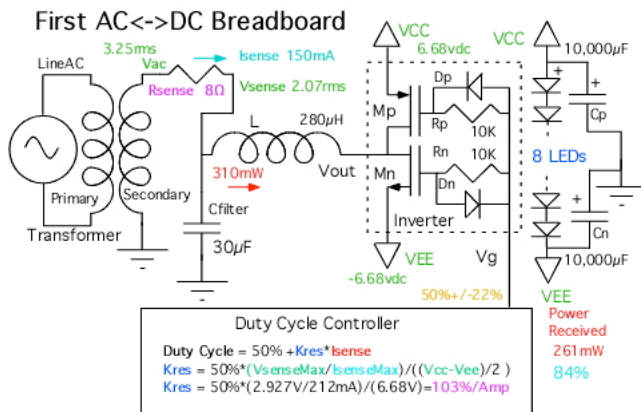 First AC<->DC Breadboard
3.25rms
LineAC
Vac
Isense 150mA
Rsense 8Ω
Vsense 2.07rms
L
280µH
310mW
Vout
Primary
Secondary
Transformer
Cfilter
30µF
VCC
6.68vdc
Mp
Dp
Rp
10K
Rn
10K
Mn
Dn
Inverter
VEE
-6.68vdc
Vg
50%+/-22%
VCC
10,000µF
+
Cp
8 LEDs
+
Cn
10,000µF
VEE
Power
Received
261mW
84%
Duty Cycle Controller
Duty Cycle = 50% +Kres*Isense
Kres = 50%*(VsenseMax/IsenseMax)/((Vcc-Vee)/2 )
Kres = 50%*(2.927V/212mA)/(6.68V)=103%/Amp